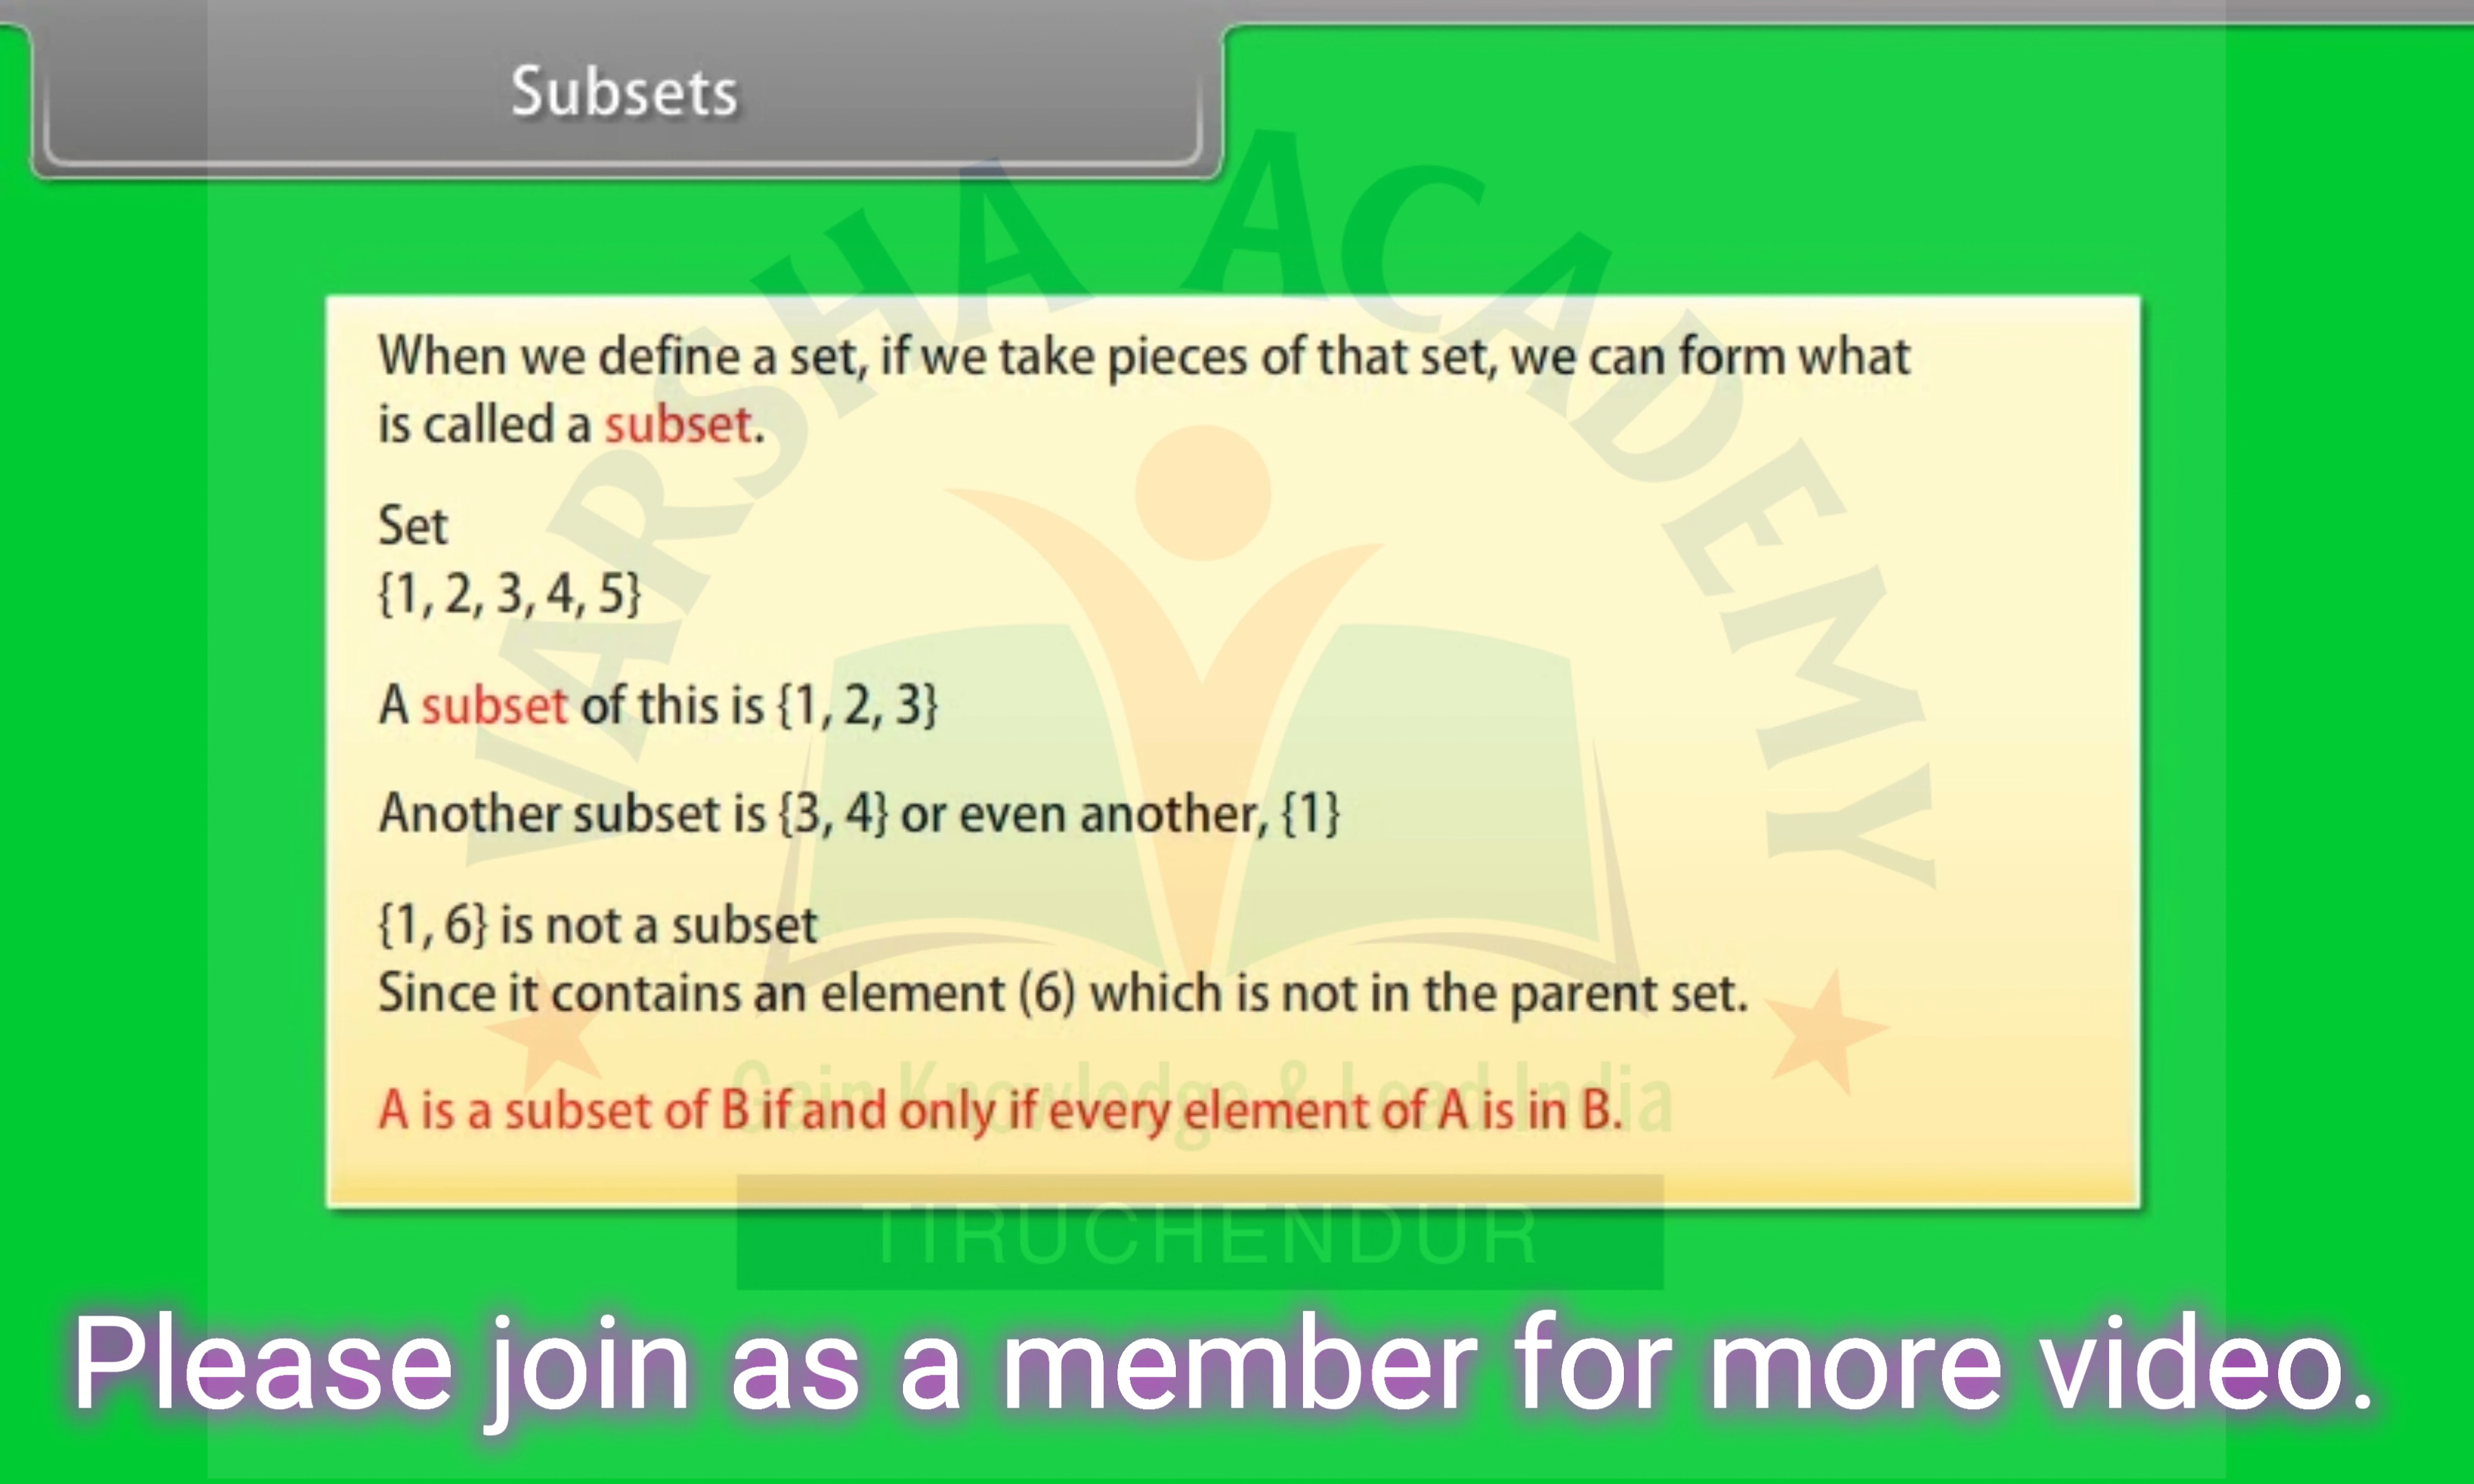 Subsets
VARSHA ACADEMY
When we define a set, if we take pieces of that set, we can form what
is called a subset.
Set
{1, 2, 3, 4, 5}
A subset of this is {1, 2, 3}
Another subset is {3, 4} or even another, {1}
{1, 6} is not a subset
Since it contains an element (6) which is not in the parent set.
Gain Knowledge & Lead India
A is a subset of B if and only if every element of A is in B.
TIRUCHENDUR
Please join as a member for more video.